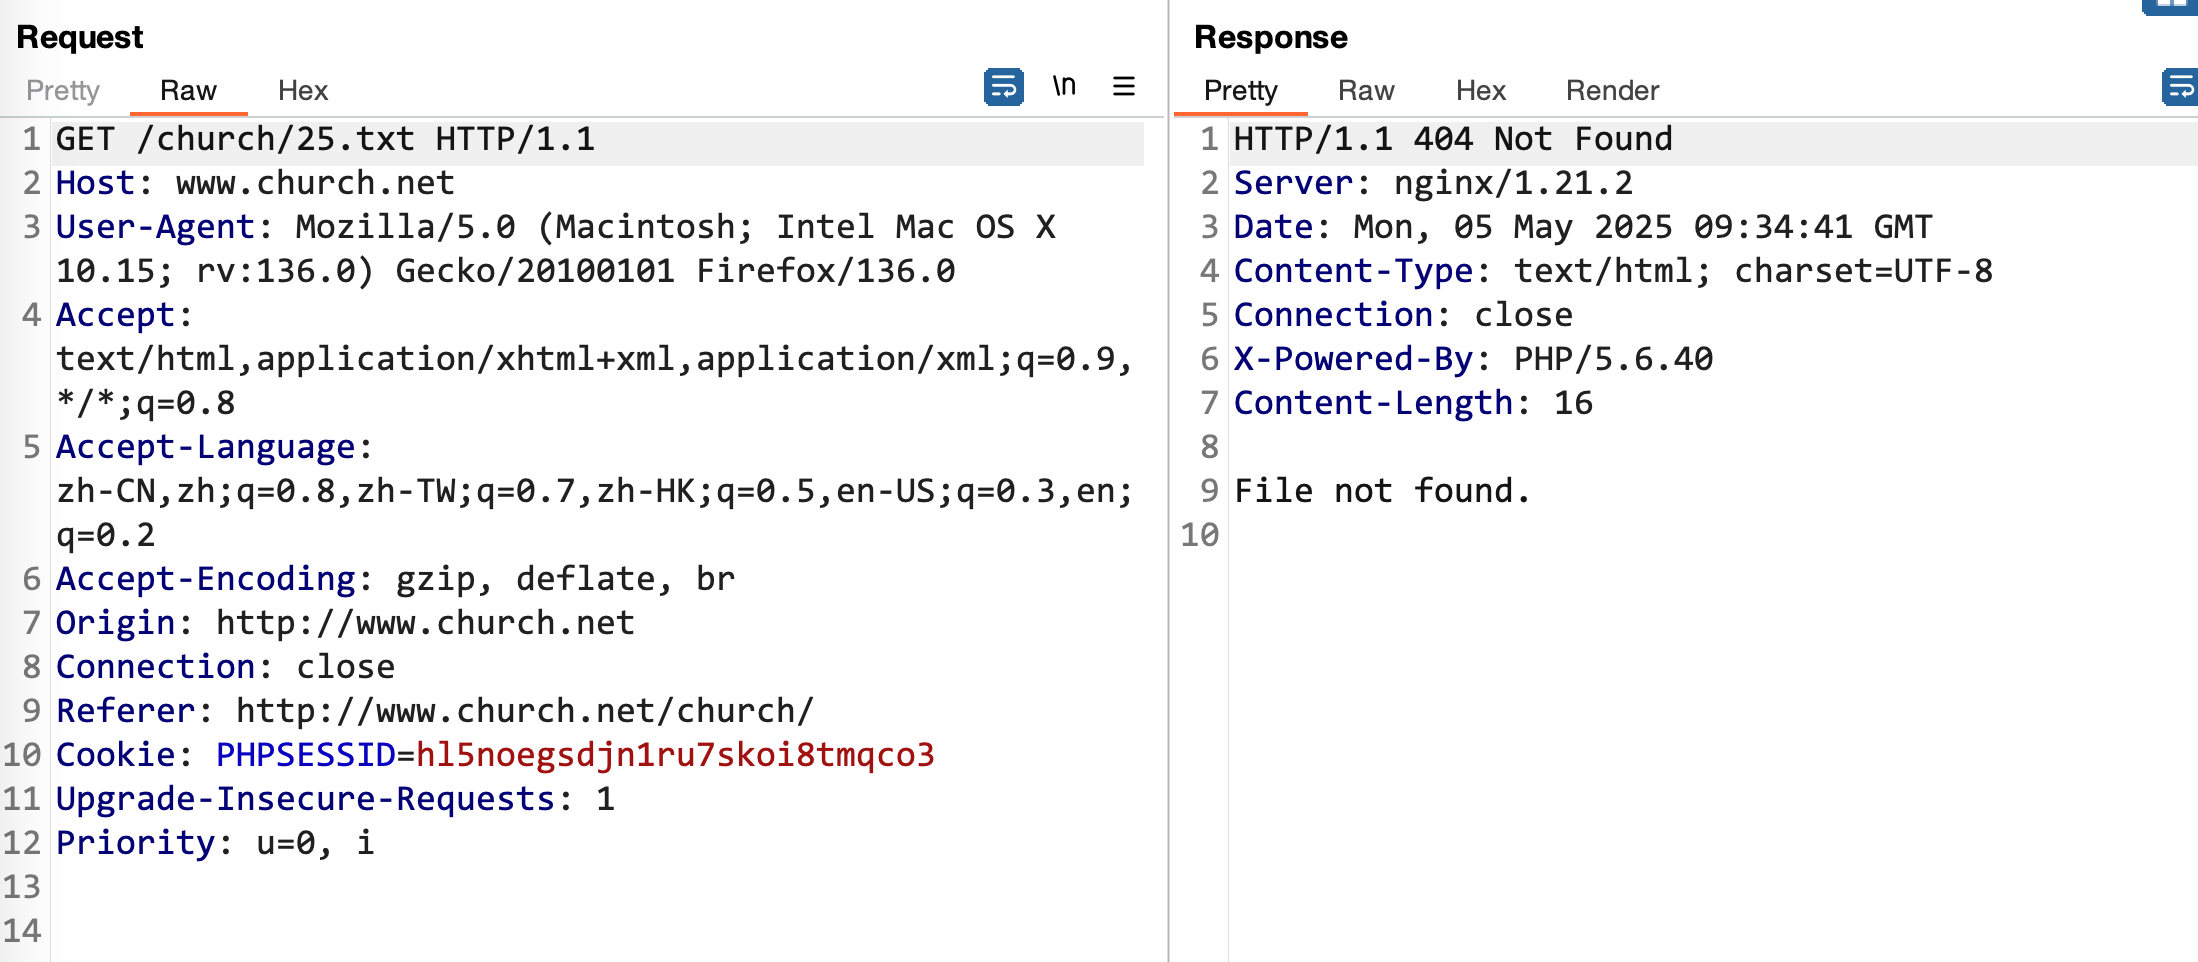 Request
Pretty Raw Hex \n
1 GET /church/25.txt HTTP/1.1
2 Host: www.church.net
3 User-Agent: Mozilla/5.0 (Macintosh; Intel Mac OS X
10.15; rv:136.0) Gecko/20100101 Firefox/136.0
4 Accept:
text/html,application/xhtml+xml,application/xml;q=0.9,
*/*;q=0.8
5 Accept-Language:
zh-CN,zh;q=0.8,zh-TW;q=0.7,zh-HK;q=0.5,en-US;q=0.3,en;
q=0.2
6 Accept-Encoding: gzip, deflate, br
7 Origin: http://www.church.net
8 Connection: close
9 Referer: http://www.church.net/church/
10 Cookie: PHPSESSID=hl5noegsdjn1ru7skoi8tmqco3
11 Upgrade-Insecure-Requests: 1
12 Priority: u=0, i
13
14
Response
Pretty Raw Hex Render
1 HTTP/1.1 404 Not Found
2 Server: nginx/1.21.2
3 Date: Mon, 05 May 2025 09:34:41 GMT
4 Content-Type: text/html; charset=UTF-8
5 Connection: close
6 X-Powered-By: PHP/5.6.40
7 Content-Length: 16
8
9 File not found.
10